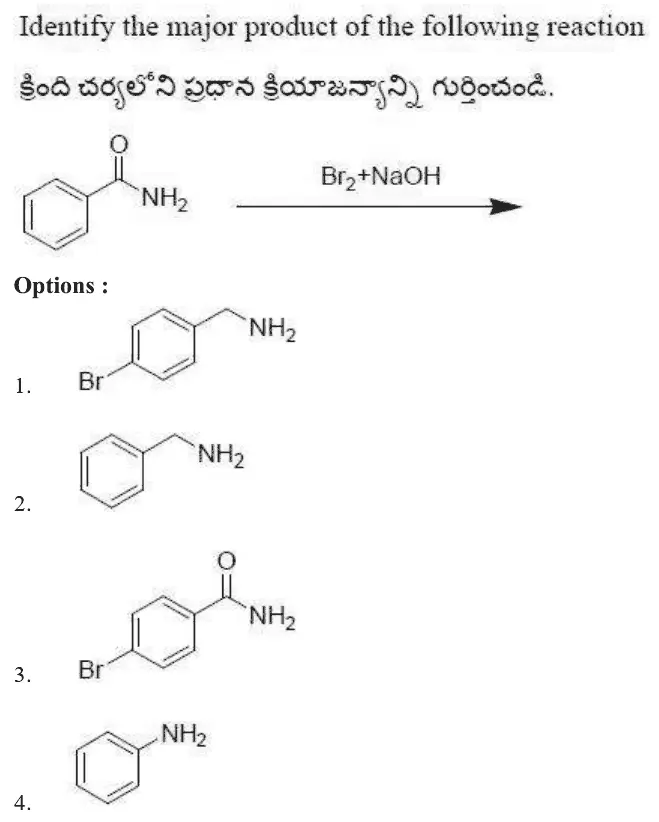 Identify the major product of the following reaction
క్రింది చర్యలోని ప్రధాన క్రియాజన్యాన్ని గుర్తించండి.
O
NH2
Br2+NaOH
Options :
NH2
Br
1.
NH2
2.
O
NH2
Br
3.
NH2
4.